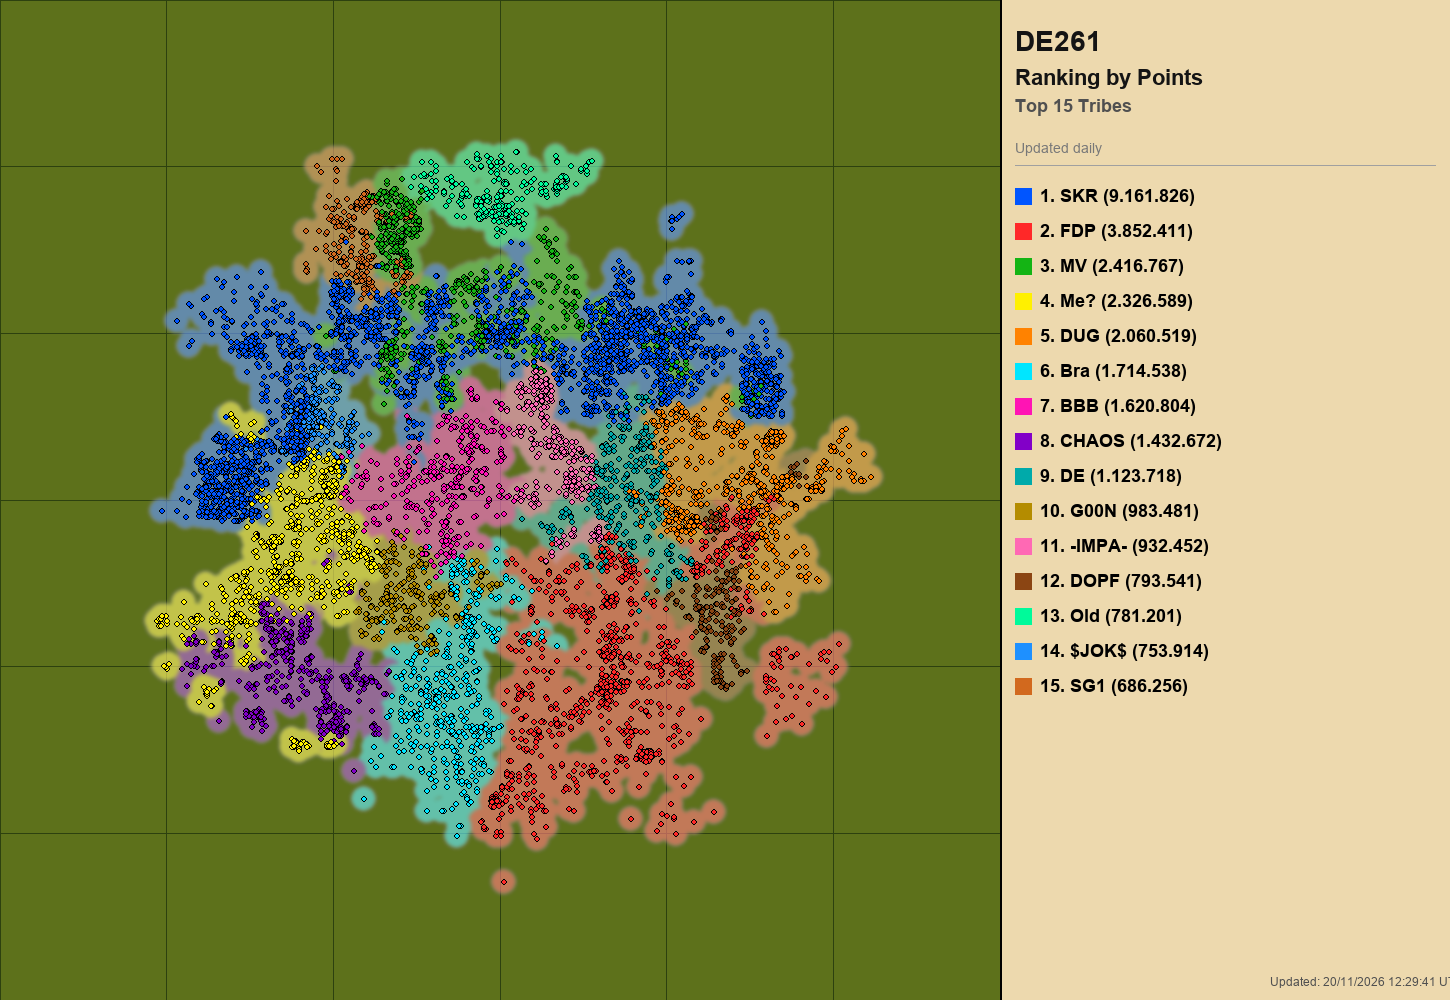 DE261
Ranking by Points
Top 15 Tribes
Updated daily
1. SKR (9.161.826)
2. FDP (3.852.411)
3. MV (2.416.767)
4. Me? (2.326.589)
5. DUG (2.060.519)
6. Bra (1.714.538)
7. BBB (1.620.804)
8. CHAOS (1.432.672)
9. DE (1.123.718)
10. G00N (983.481)
11. -IMPA- (932.452)
12. DOPF (793.541)
13. Old (781.201)
14. $JOK$ (753.914)
15. SG1 (686.256)
Updated: 20/11/2026 12:29:41